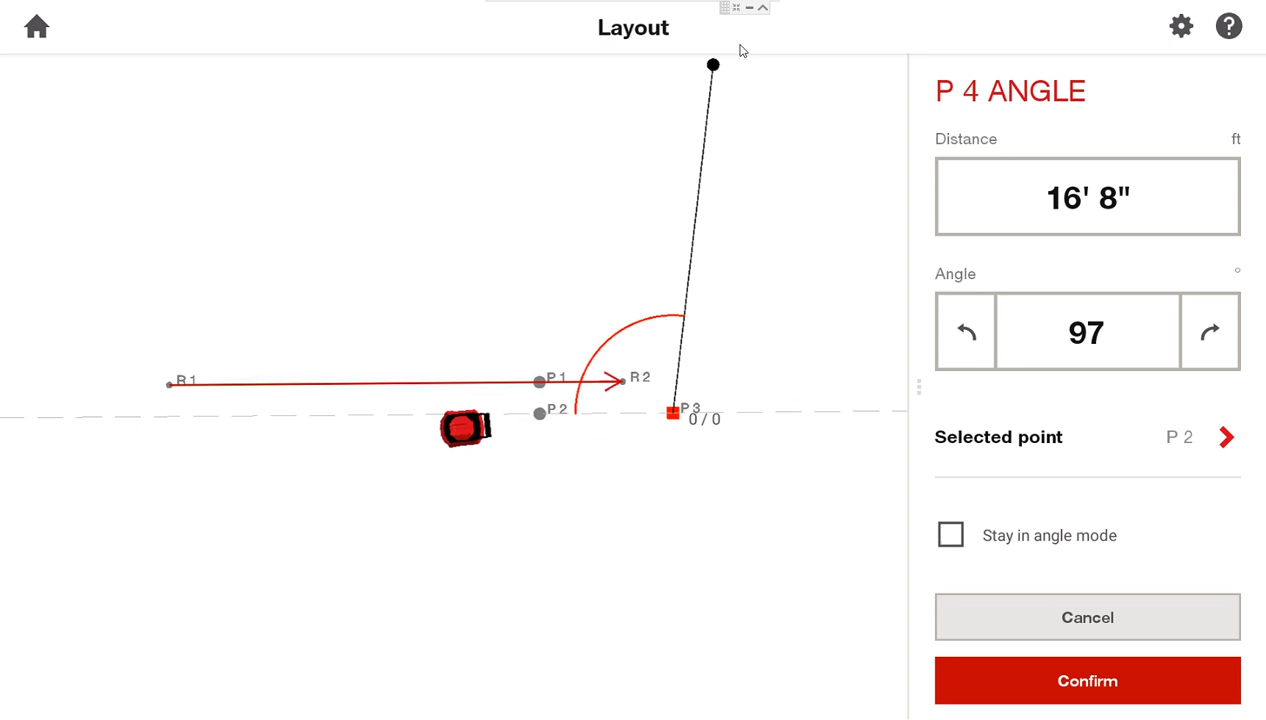 Layout
P 4 ANGLE
Distance ft
16' 8"
Angle °
97
Selected point P 2
Stay in angle mode
Cancel
Confirm
R 1
P 1
R 2
P 2
P 3
0 / 0